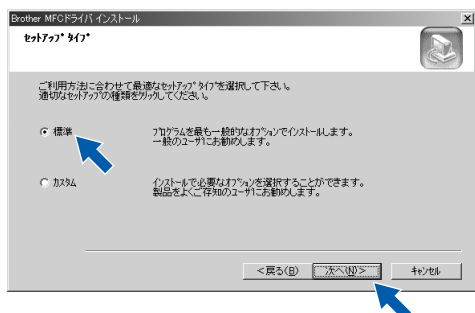 Brother MFCドライバ インストール
セットアップ タイプ
ご利用方法に合わせて最適なセットアップ タイプを選択して下さい。
適切なセットアップの種類をクリックしてください。
標準
プログラムを最も一般的なオプションでインストールします。
一般のユーザにお勧めします。
カスタム
インストールで必要なオプションを選択することができます。
製品をよくご存知のユーザにお勧めします。
<戻る(B) 次へ(N)> キャンセル